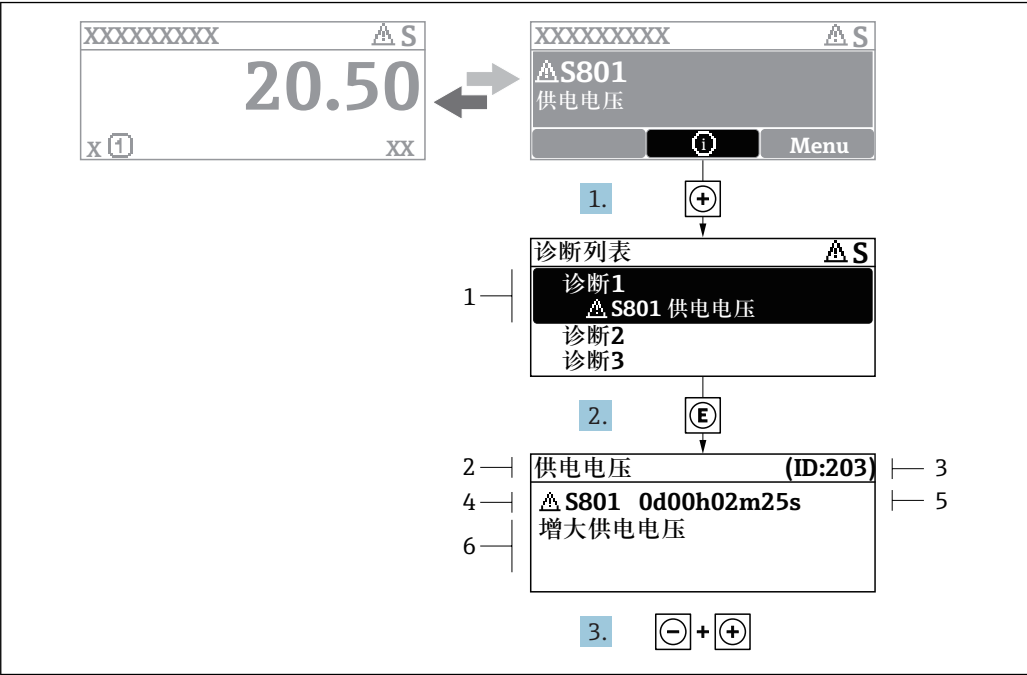 XXXXXXXXX ⚠S
20.50
x ① xx
XXXXXXXXX ⚠S
⚠S801
供电电压
ⓘ Menu
1. +
诊断列表 ⚠S
1
诊断1
⚠ S801 供电电压
诊断2
诊断3
2. E
2 供电电压 (ID:203) 3
4 ⚠ S801 0d00h02m25s 5
6 增大供电电压
3. − + +